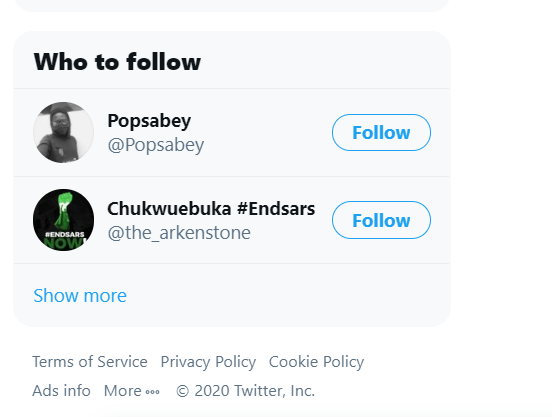 Who to follow
Popsabey
@Popsabey
Follow
Chukwuebuka #Endsars
@the_arkenstone
Follow
#ENDSARS
NOW!
Show more
Terms of Service Privacy Policy Cookie Policy
Ads info More © 2020 Twitter, Inc.